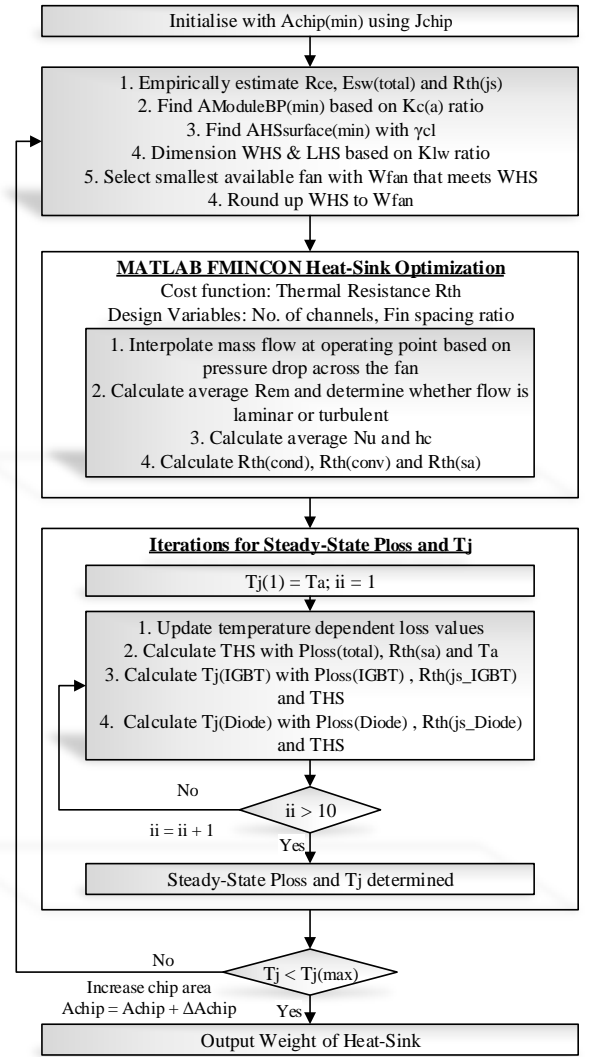 Initialise with Achip(min) using Jchip
1. Empirically estimate Rce, Esw(total) and Rth(js)
2. Find AModuleBP(min) based on Kc(a) ratio
3. Find AHSsurface(min) with γcl
4. Dimension WHS & LHS based on Klw ratio
5. Select smallest available fan with Wfan that meets WHS
4. Round up WHS to Wfan
MATLAB FMINCON Heat-Sink Optimization
Cost function: Thermal Resistance Rth
Design Variables: No. of channels, Fin spacing ratio
1. Interpolate mass flow at operating point based on
pressure drop across the fan
2. Calculate average Rem and determine whether flow is
laminar or turbulent
3. Calculate average Nu and hc
4. Calculate Rth(cond), Rth(conv) and Rth(sa)
Iterations for Steady-State Ploss and Tj
Tj(1) = Ta; ii = 1
1. Update temperature dependent loss values
2. Calculate THS with Ploss(total), Rth(sa) and Ta
3. Calculate Tj(IGBT) with Ploss(IGBT) , Rth(js_IGBT)
and THS
4. Calculate Tj(Diode) with Ploss(Diode) , Rth(js_Diode)
and THS
No
ii > 10
ii = ii + 1
Yes
Steady-State Ploss and Tj determined
No
Tj < Tj(max)
Increase chip area
Achip = Achip + ΔAchip
Yes
Output Weight of Heat-Sink